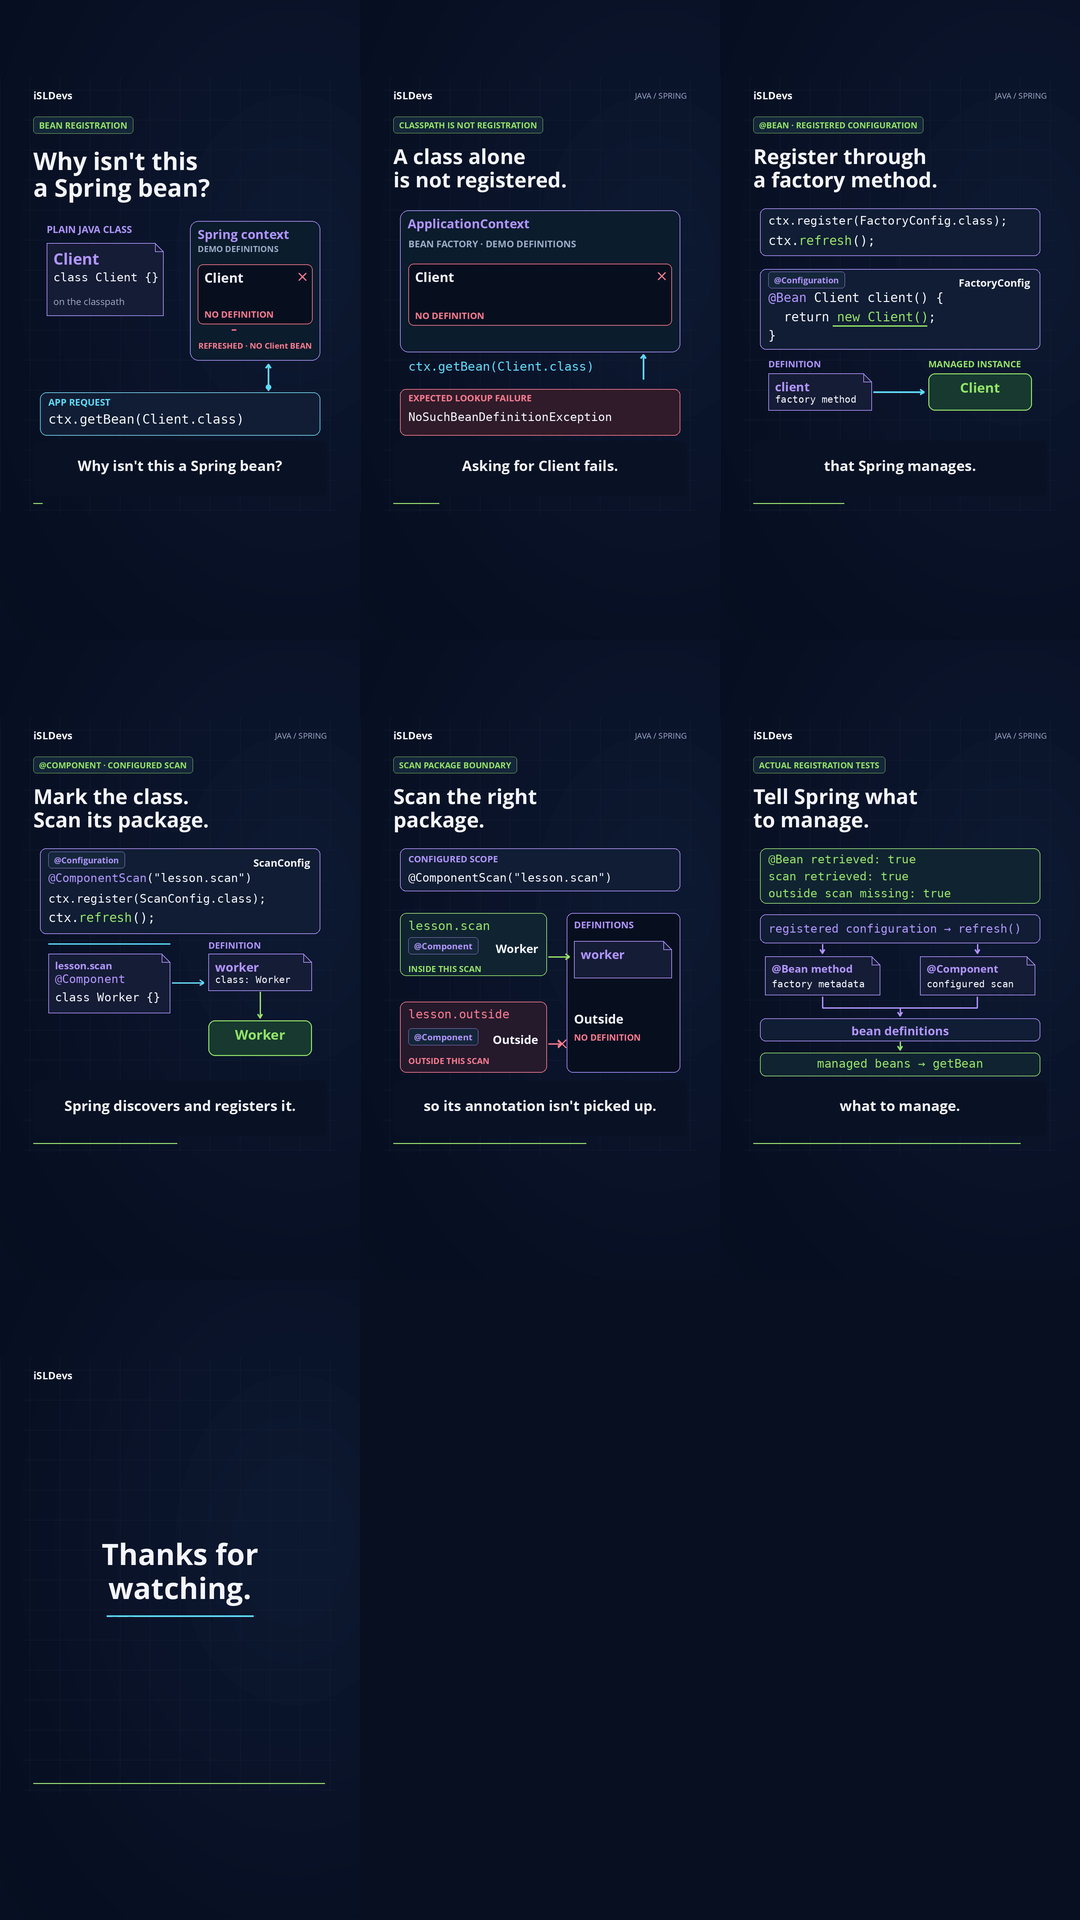 iSLDevs
BEAN REGISTRATION
Why isn't this
a Spring bean?
PLAIN JAVA CLASS
Client
class Client {}
on the classpath
Spring context
DEMO DEFINITIONS
Client
NO DEFINITION
REFRESHED · NO Client BEAN
APP REQUEST
ctx.getBean(Client.class)
Why isn't this a Spring bean?
iSLDevs
JAVA / SPRING
CLASSPATH IS NOT REGISTRATION
A class alone
is not registered.
ApplicationContext
BEAN FACTORY · DEMO DEFINITIONS
Client
NO DEFINITION
ctx.getBean(Client.class)
EXPECTED LOOKUP FAILURE
NoSuchBeanDefinitionException
Asking for Client fails.
iSLDevs
JAVA / SPRING
@BEAN · REGISTERED CONFIGURATION
Register through
a factory method.
ctx.register(FactoryConfig.class);
ctx.refresh();
@Configuration
FactoryConfig
@Bean Client client() {
return new Client();
}
DEFINITION
client
factory method
MANAGED INSTANCE
Client
that Spring manages.
iSLDevs
JAVA / SPRING
@COMPONENT · CONFIGURED SCAN
Mark the class.
Scan its package.
@Configuration
ScanConfig
@ComponentScan("lesson.scan")
ctx.register(ScanConfig.class);
ctx.refresh();
lesson.scan
@Component
class Worker {}
DEFINITION
worker
class: Worker
Worker
Spring discovers and registers it.
iSLDevs
JAVA / SPRING
SCAN PACKAGE BOUNDARY
Scan the right
package.
CONFIGURED SCOPE
@ComponentScan("lesson.scan")
lesson.scan
@Component
Worker
INSIDE THIS SCAN
DEFINITIONS
worker
lesson.outside
@Component
Outside
OUTSIDE THIS SCAN
Outside
NO DEFINITION
so its annotation isn't picked up.
iSLDevs
JAVA / SPRING
ACTUAL REGISTRATION TESTS
Tell Spring what
to manage.
@Bean retrieved: true
scan retrieved: true
outside scan missing: true
registered configuration → refresh()
@Bean method
factory metadata
@Component
configured scan
bean definitions
managed beans → getBean
what to manage.
iSLDevs
Thanks for
watching.